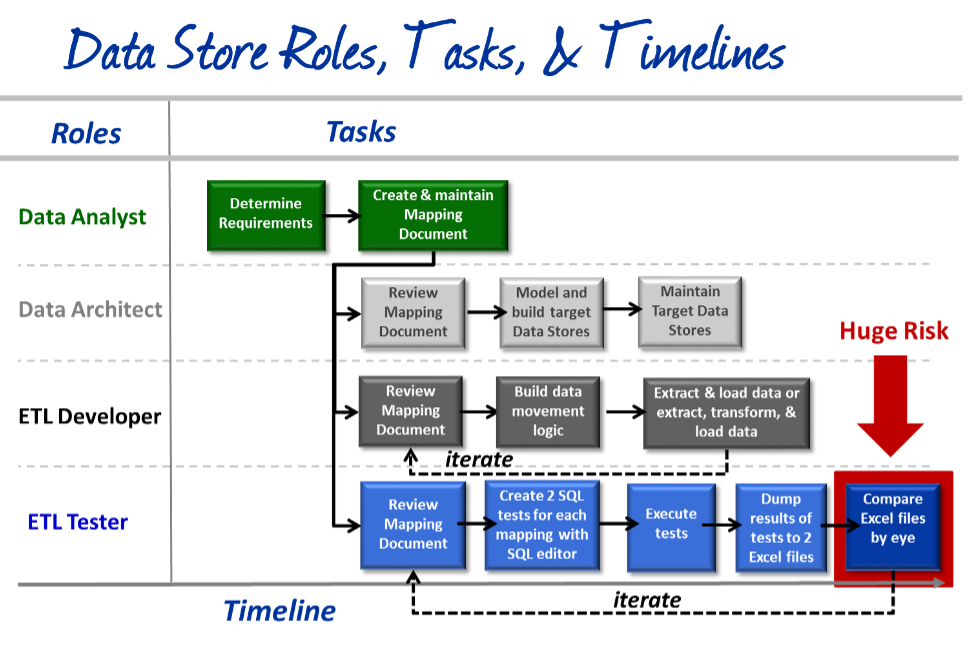 Data Store Roles, Tasks, & Timelines
Roles
Tasks
Data Analyst
Determine
Requirements
Create & maintain
Mapping
Document
Data Architect
Review
Mapping
Document
Model and
build target
Data Stores
Maintain
Target Data
Stores
Huge Risk
ETL Developer
Review
Mapping
Document
Build data
movement
logic
Extract & load data or
extract, transform, &
load data
iterate
ETL Tester
Review
Mapping
Document
Create 2 SQL
tests for each
mapping with
SQL editor
Execute
tests
Dump
results of
tests to 2
Excel files
Compare
Excel files
by eye
iterate
Timeline